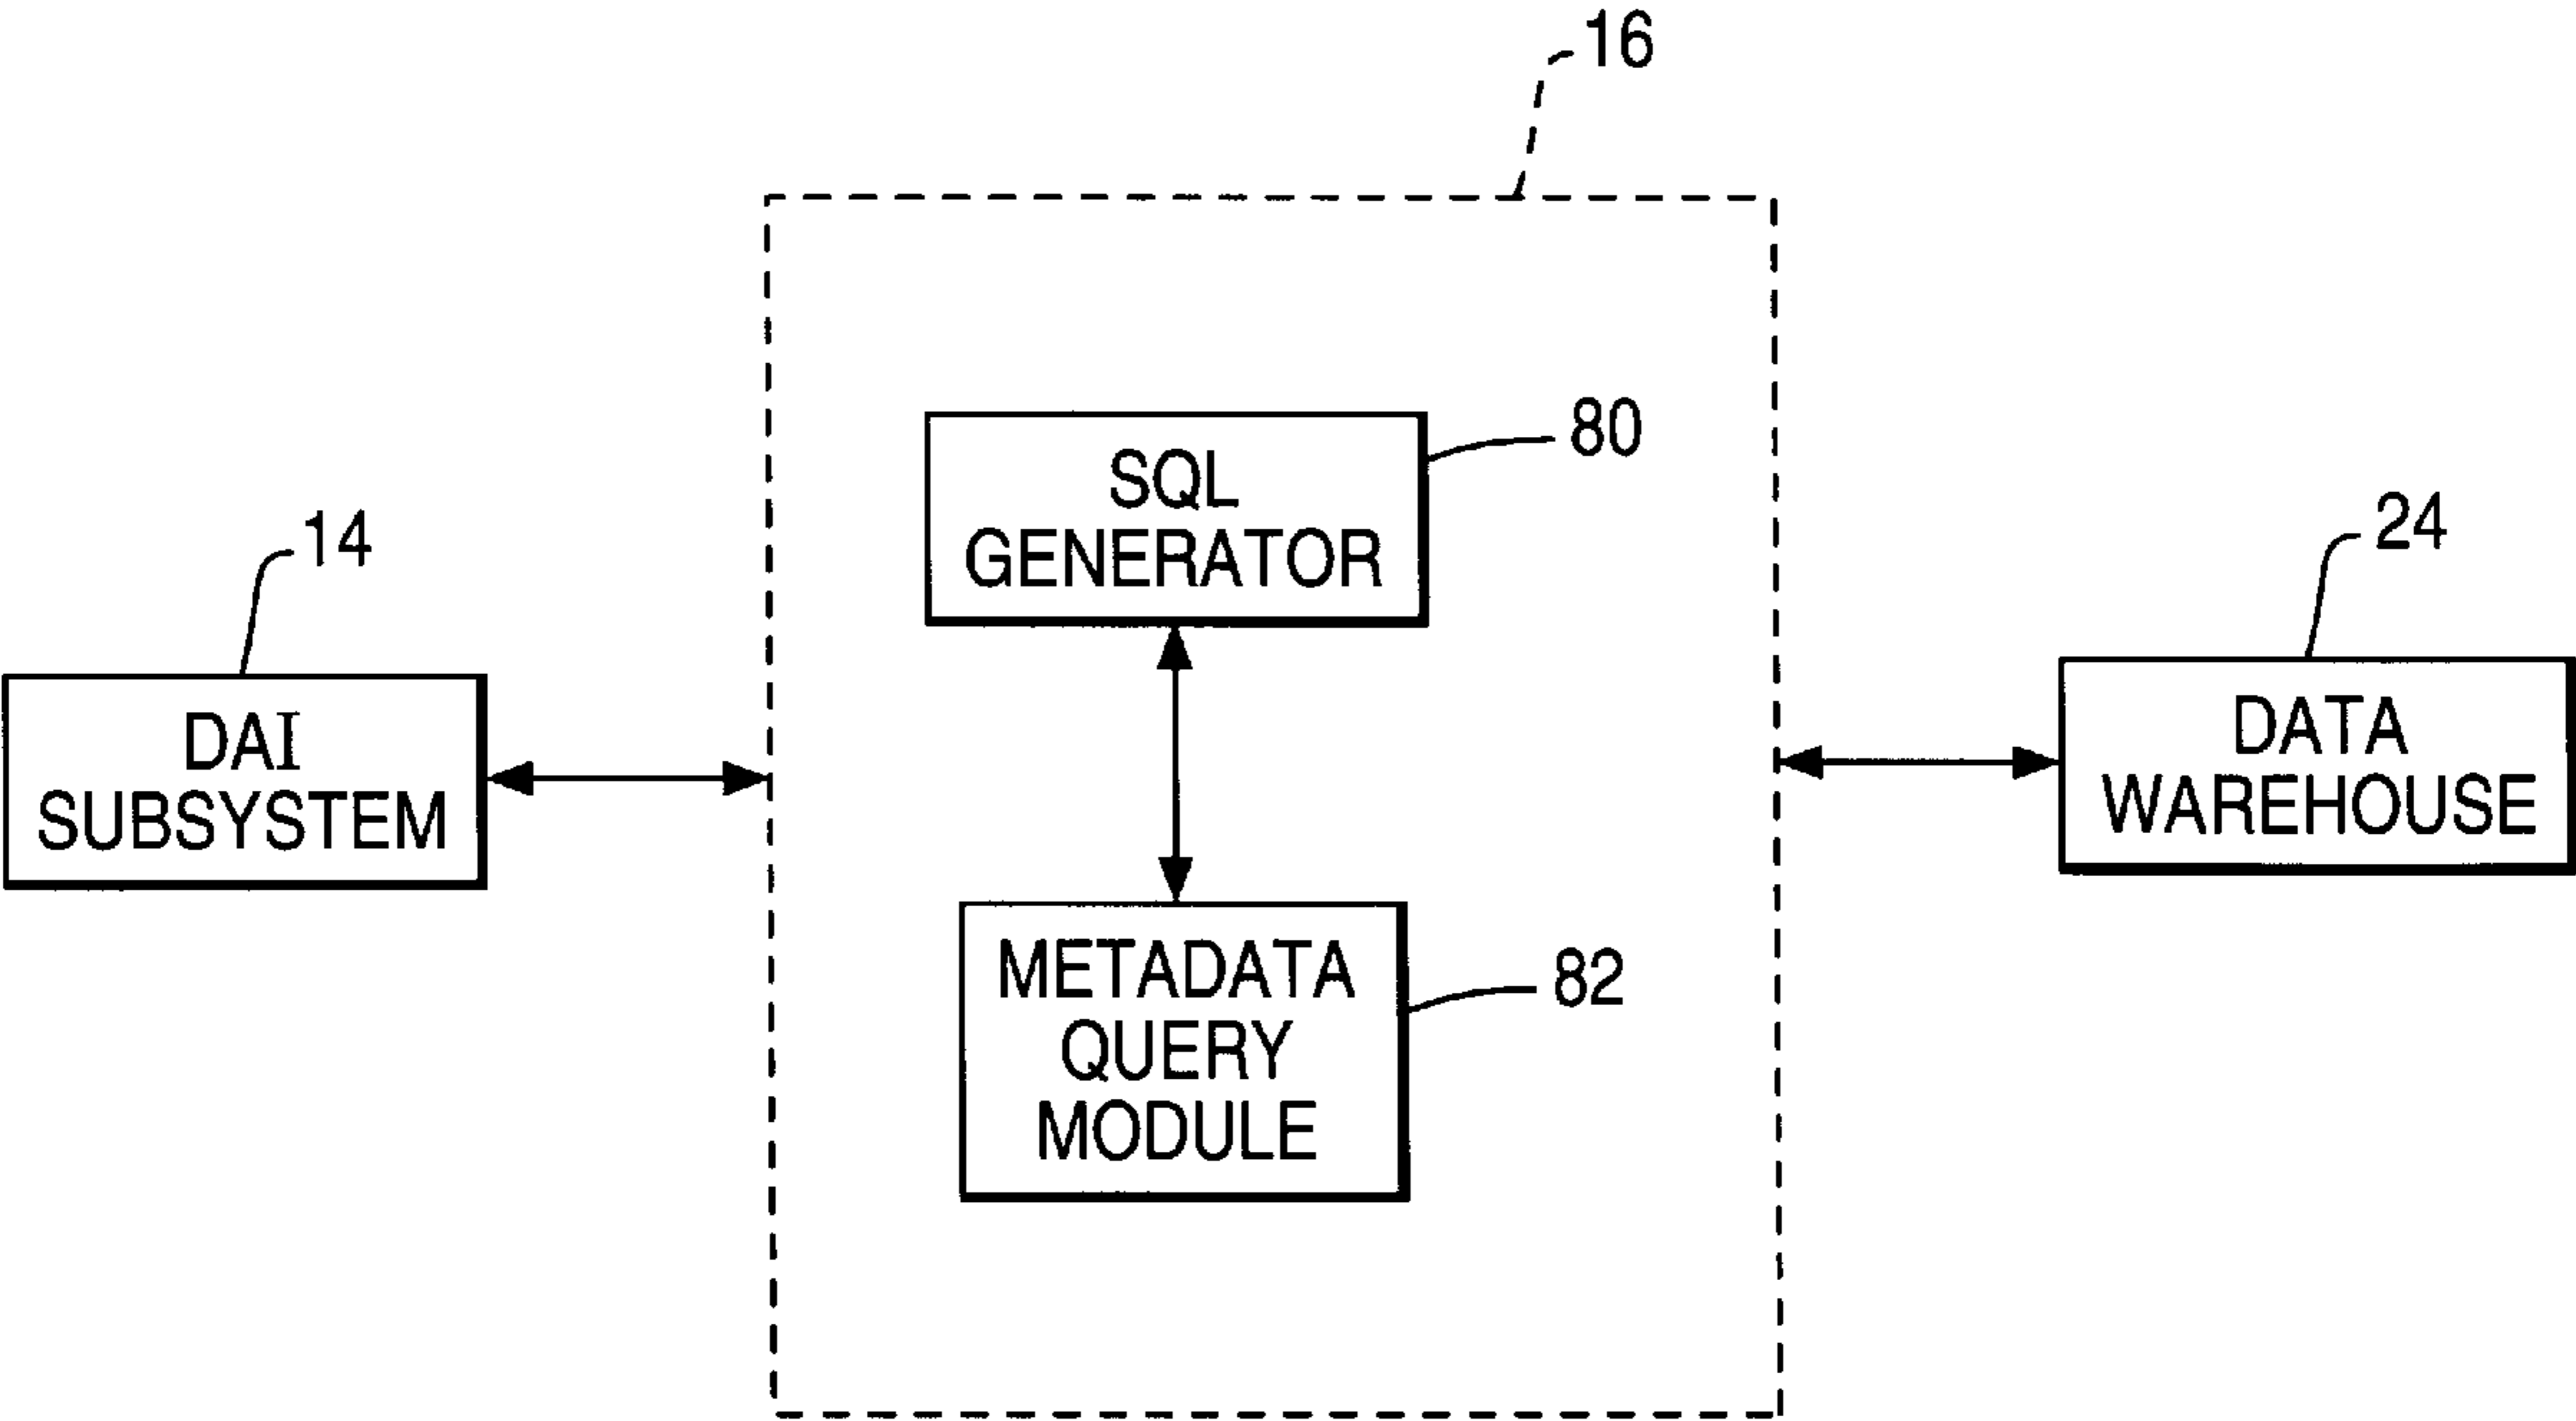 16
80
SQL
GENERATOR
14
24
DAI
SUBSYSTEM
DATA
WAREHOUSE
METADATA
QUERY
MODULE
82